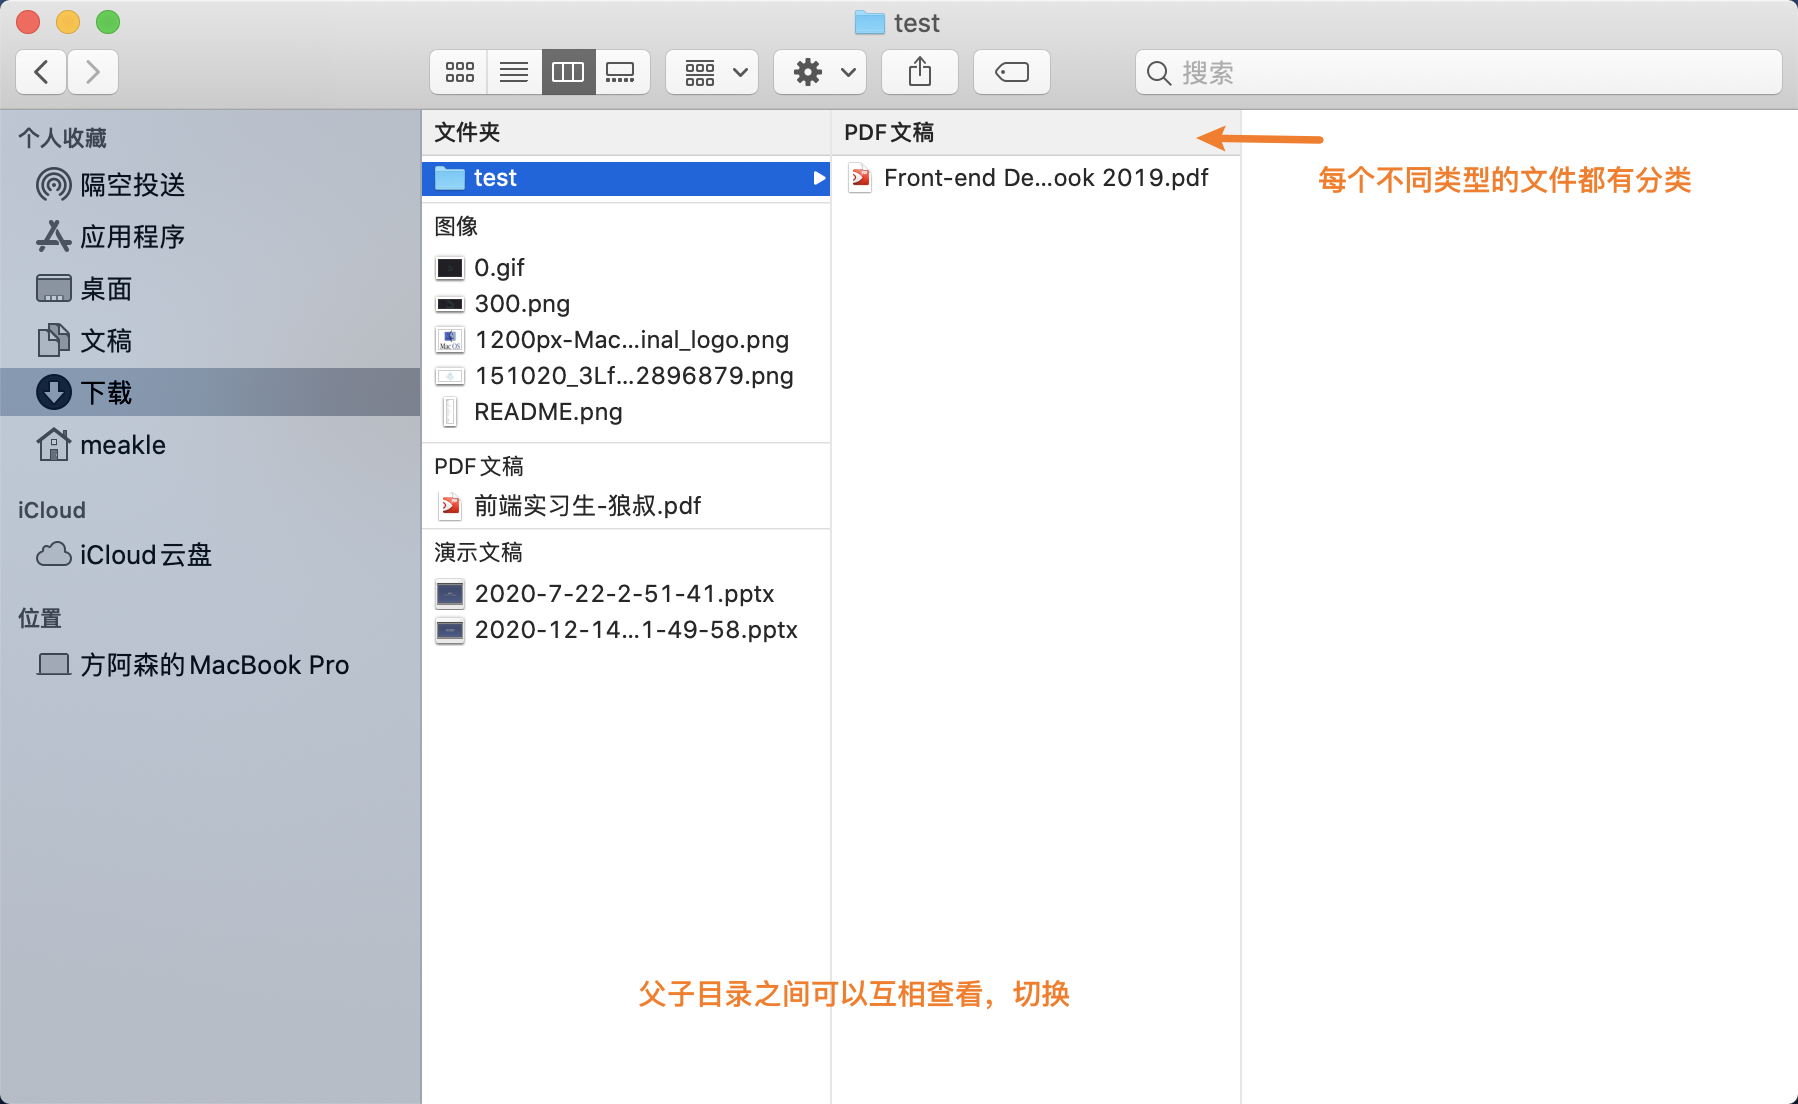 test
搜索
个人收藏
隔空投送
应用程序
桌面
文稿
下载
meakle
iCloud
iCloud云盘
位置
方阿森的MacBook Pro
文件夹
test
图像
0.gif
300.png
1200px-Mac...inal_logo.png
151020_3Lf...2896879.png
README.png
PDF文稿
前端实习生-狼叔.pdf
演示文稿
2020-7-22-2-51-41.pptx
2020-12-14...1-49-58.pptx
PDF文稿
Front-end De...ook 2019.pdf
每个不同类型的文件都有分类
父子目录之间可以互相查看，切换